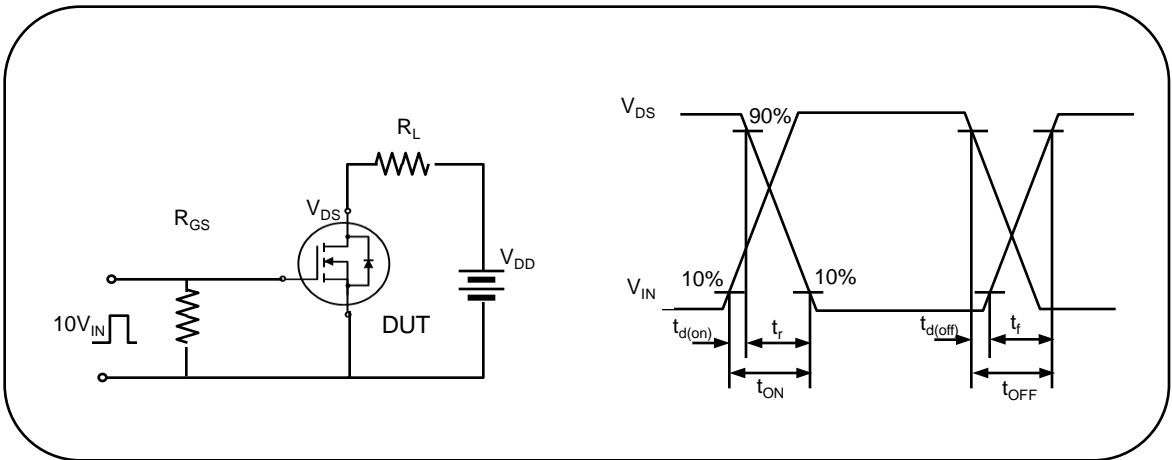 R_L
R_GS
V_DS
V_DD
10V_IN
DUT
V_DS
90%
V_IN
10%
10%
t_d(on)
t_r
t_d(off)
t_f
t_ON
t_OFF